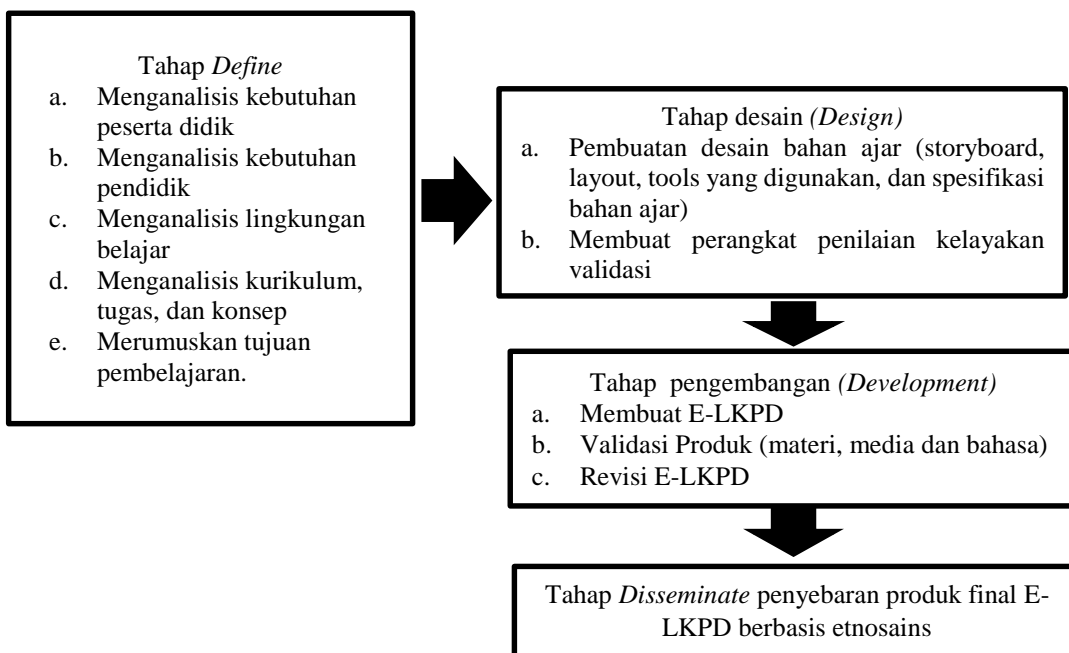 Tahap Define
a. Menganalisis kebutuhan
peserta didik
b. Menganalisis kebutuhan
pendidik
c. Menganalisis lingkungan
belajar
d. Menganalisis kurikulum,
tugas, dan konsep
e. Merumuskan tujuan
pembelajaran.
Tahap desain (Design)
a. Pembuatan desain bahan ajar (storyboard,
layout, tools yang digunakan, dan spesifikasi
bahan ajar)
b. Membuat perangkat penilaian kelayakan
validasi
Tahap pengembangan (Development)
a. Membuat E-LKPD
b. Validasi Produk (materi, media dan bahasa)
c. Revisi E-LKPD
Tahap Disseminate penyebaran produk final E-
LKPD berbasis etnosains